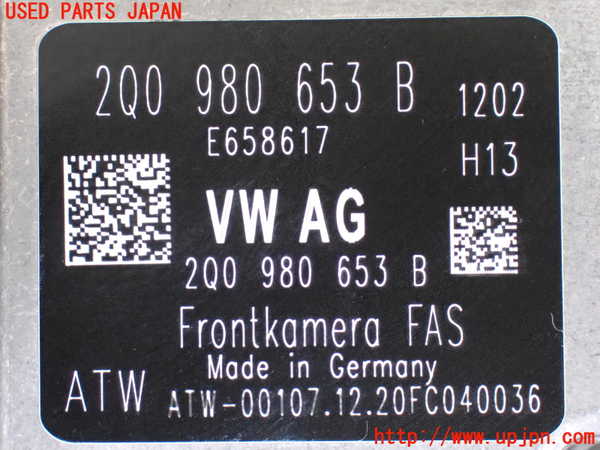 USED PARTS JAPAN
2Q0 980 653 B 1202
E658617
H13
VW AG
2Q0 980 653 B
Frontkamera FAS
Made in Germany
ATW
ATW-00107.12.20FC040036
http://www.upjpn.com